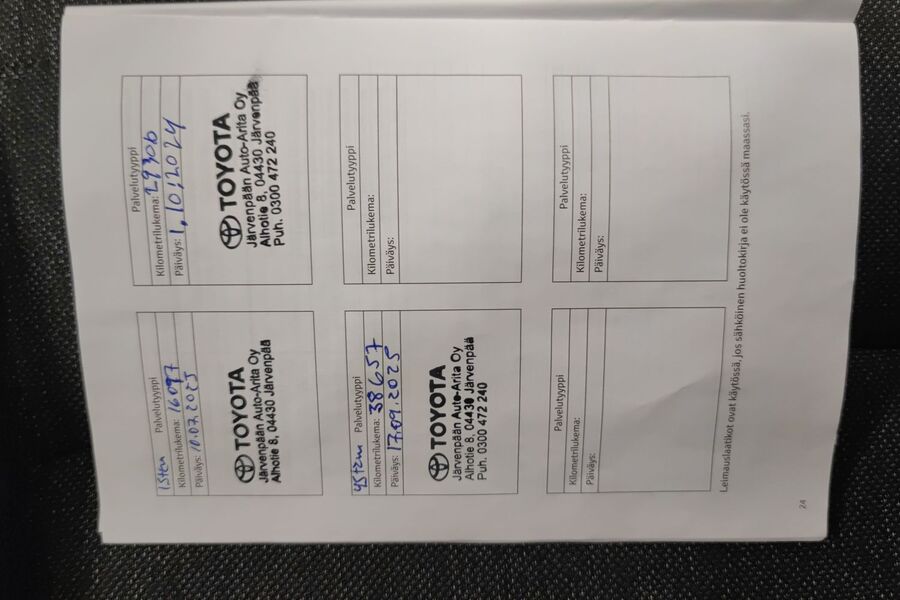 15tkm Palvelutyyppi
Kilometrilukema: 16097
Päiväys: 10.07.2023
TOYOTA
Järvenpään Auto-Arita Oy
Alhotie 8, 04430 Järvenpää
Palvelutyyppi
Kilometrilukema: 29306
Päiväys: 1.10.2024
TOYOTA
Järvenpään Auto-Arita Oy
Alhotie 8, 04430 Järvenpää
Puh. 0300 472 240
45tkm Palvelutyyppi
Kilometrilukema: 38657
Päiväys: 17.09.2025
TOYOTA
Järvenpään Auto-Arita Oy
Alhotie 8, 04430 Järvenpää
Puh. 0300 472 240
Palvelutyyppi
Kilometrilukema:
Päiväys:
Palvelutyyppi
Kilometrilukema:
Päiväys:
Palvelutyyppi
Kilometrilukema:
Päiväys:
Leimauslaatikot ovat käytössä, jos sähköinen huoltokirja ei ole käytössä maassasi.
24